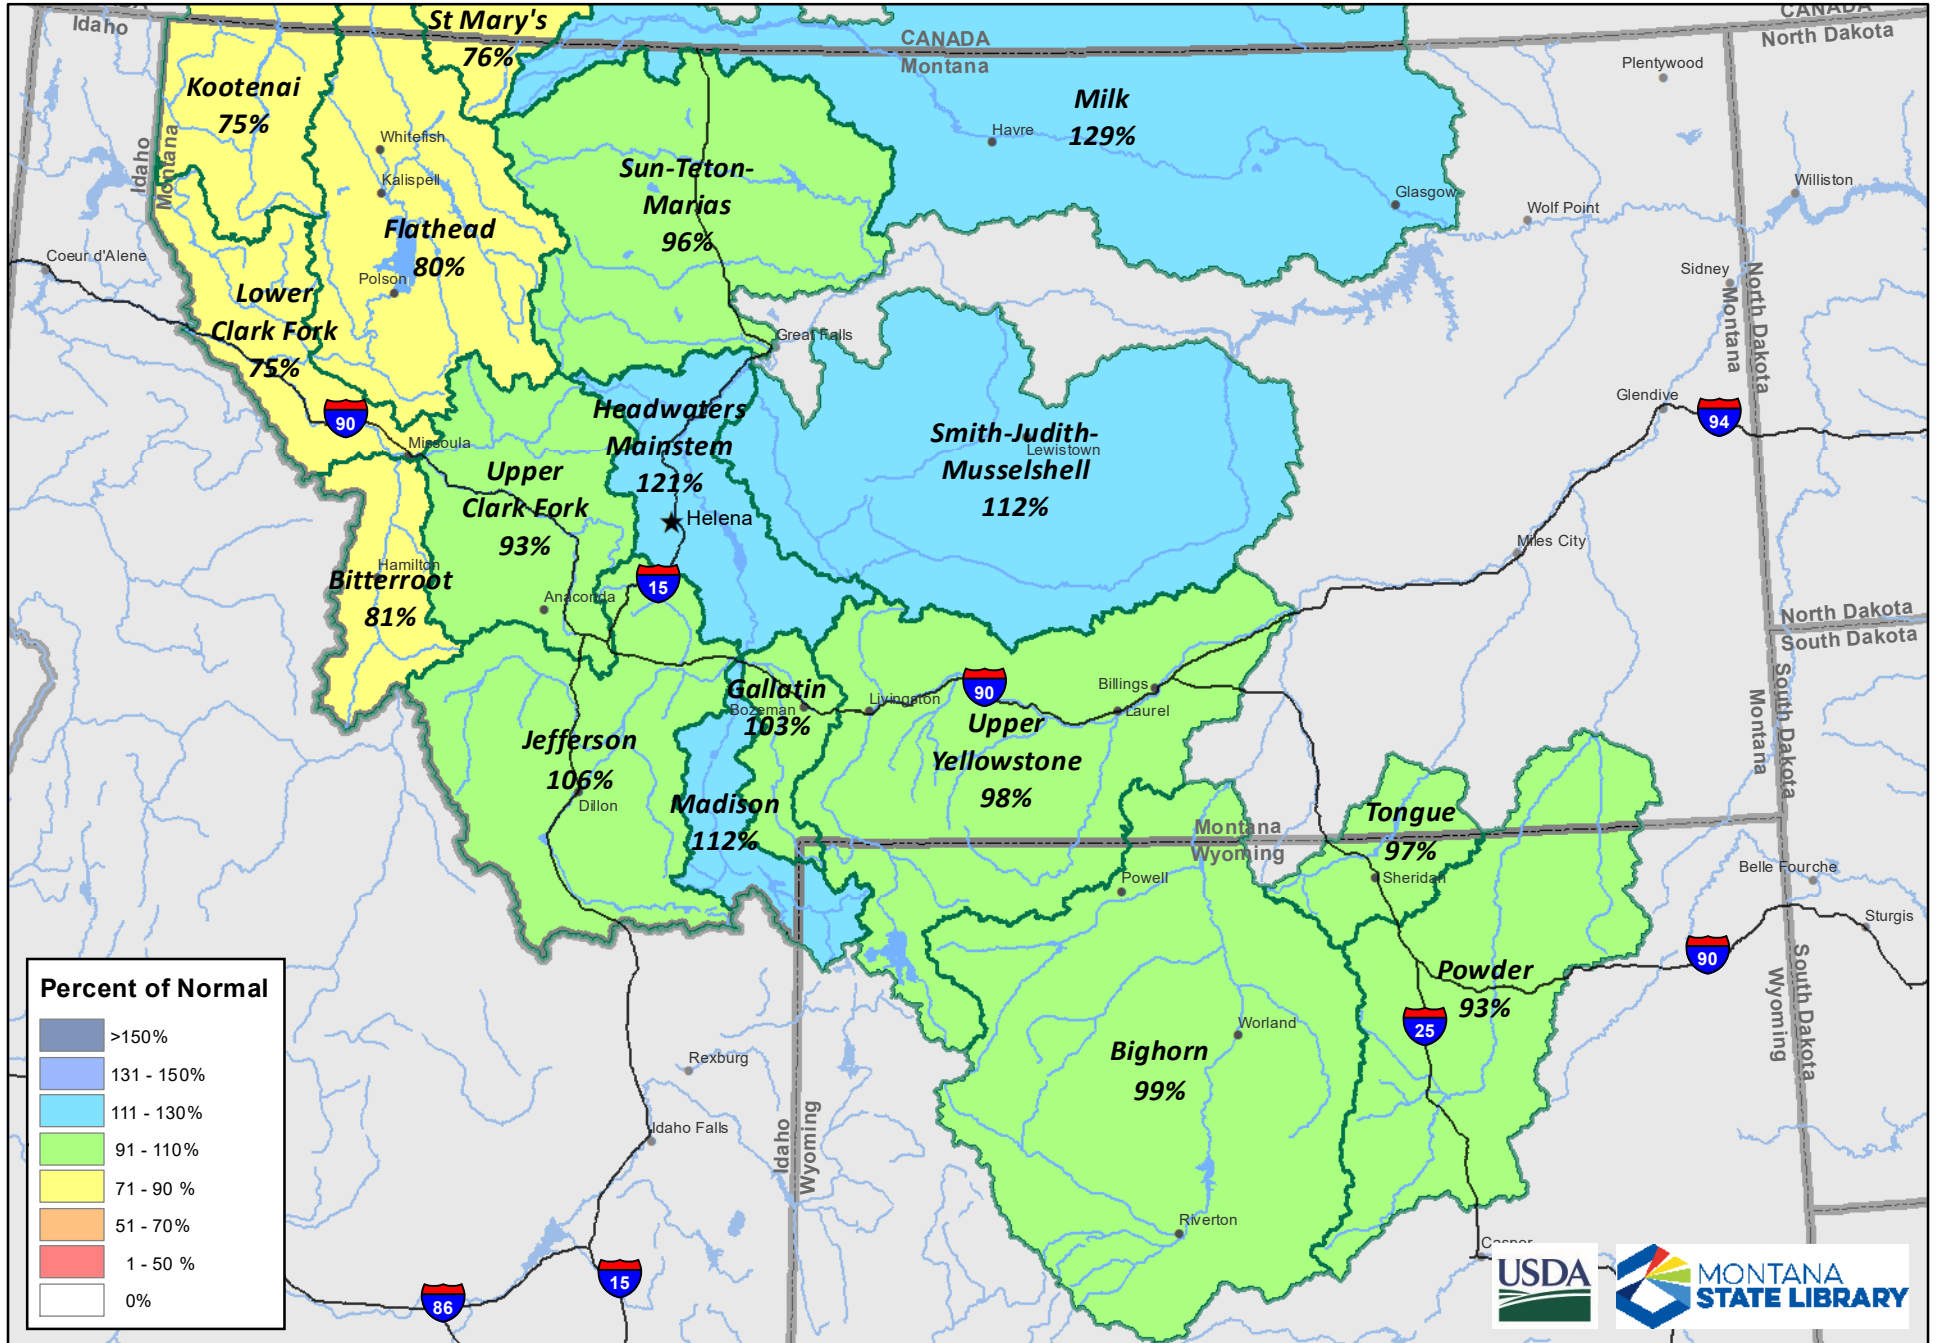 CANADA
Idaho
St Mary's
76%
CANADA
Montana
CANADA
North Dakota
Plentywood
Kootenai
75%
Milk
129%
Havre
Whitefish
Idaho
Montana
Kalispell
Sun-Teton-
Marias
96%
Glasgow
Williston
Wolf Point
Flathead
80%
Coeur d'Alene
Polson
Sidney
Montana
North Dakota
Lower
Clark Fork
75%
Great Falls
Glendive
94
90
Missoula
Headwaters
Mainstem
121%
Smith-Judith-
Lewistown
Musselshell
112%
Upper
Clark Fork
93%
Helena
Miles City
Hamilton
Bitterroot
81%
Anaconda
15
North Dakota
South Dakota
Gallatin
Bozeman
103%
Livingston
90
Billings
Laurel
Upper
Yellowstone
98%
Montana
South Dakota
Jefferson
106%
Dillon
Madison
112%
Montana
Wyoming
Tongue
97%
Sheridan
Powell
Belle Fourche
Sturgis
90
Powder
93%
25
Wyoming
South Dakota
Worland
Bighorn
99%
Rexburg
Idaho Falls
Idaho
Wyoming
Riverton
Casper
15
86
Percent of Normal
>150%
131 - 150%
111 - 130%
91 - 110%
71 - 90 %
51 - 70%
1 - 50 %
0%
USDA
MONTANA
STATE LIBRARY